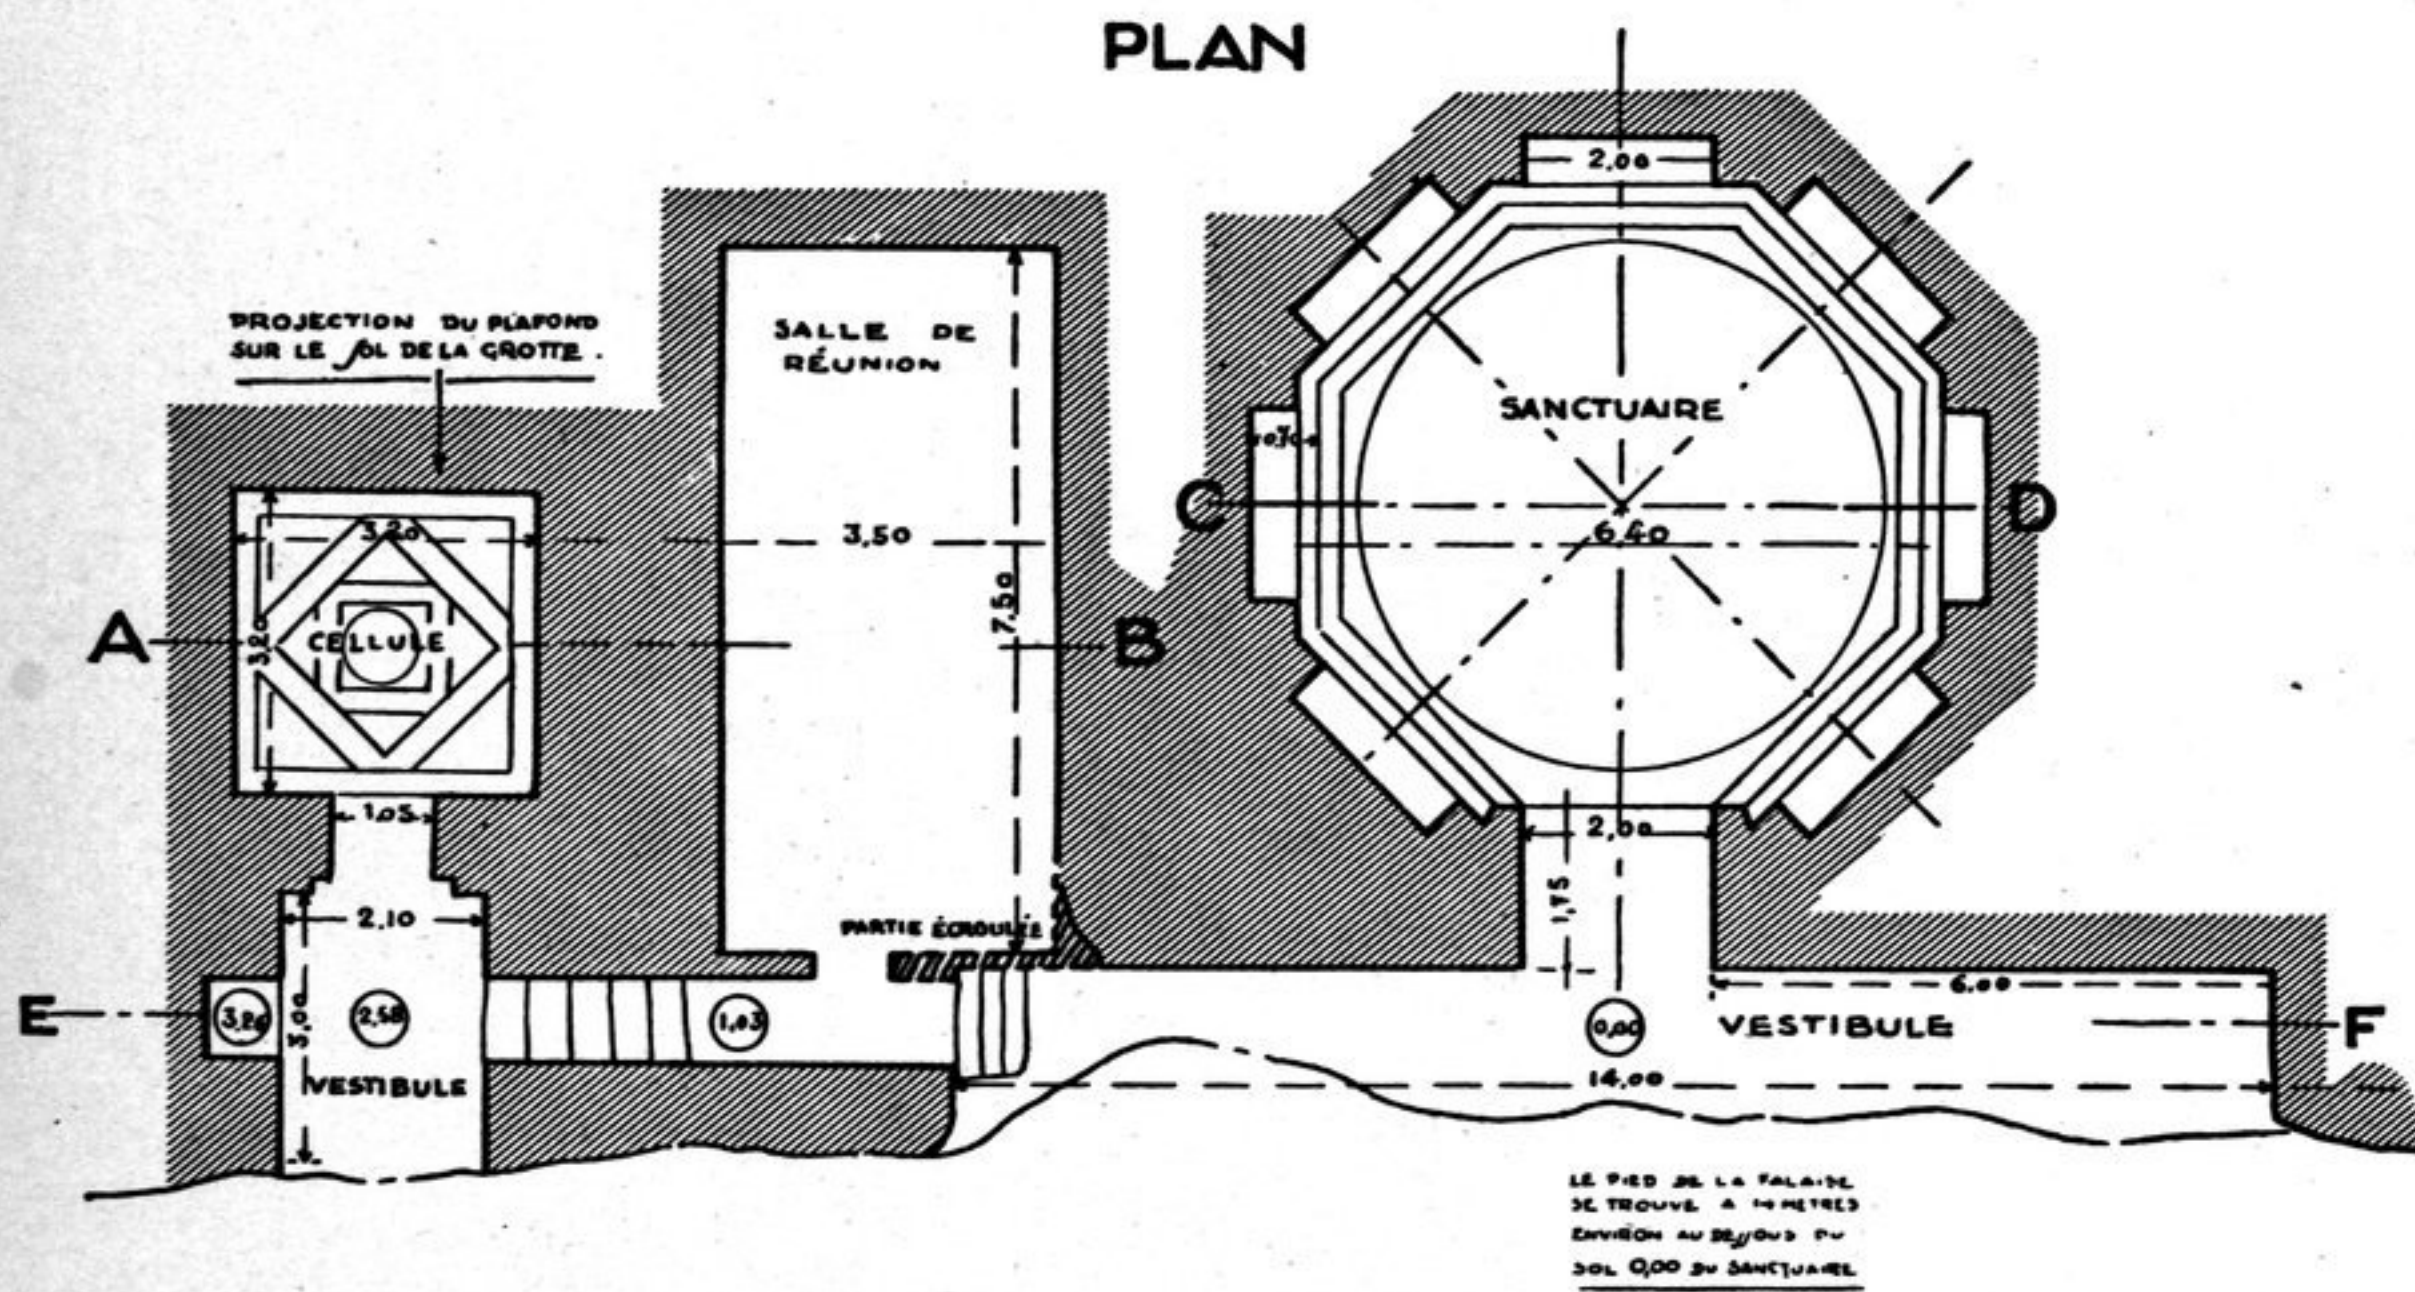 PLAN
2,00
PROJECTION DU PLAFOND
SUR LE SOL DE LA GROTTE.
SALLE DE
RÉUNION
SANCTUAIRE
0,70
C
D
6,40
3,20
3,50
7,50
A
3,20
CELLULE
B
1,05
2,00
1,75
2,10
PARTIE ÉCROULÉE
6.00
E
3,20
3,00
2,58
1,03
0,00
VESTIBULE
F
VESTIBULE
14,00
LE PIED DE LA FALAISE
SE TROUVE A METRES
ENVIRON AU DESSOUS DU
SOL 0,00 DU SANCTUAIRE